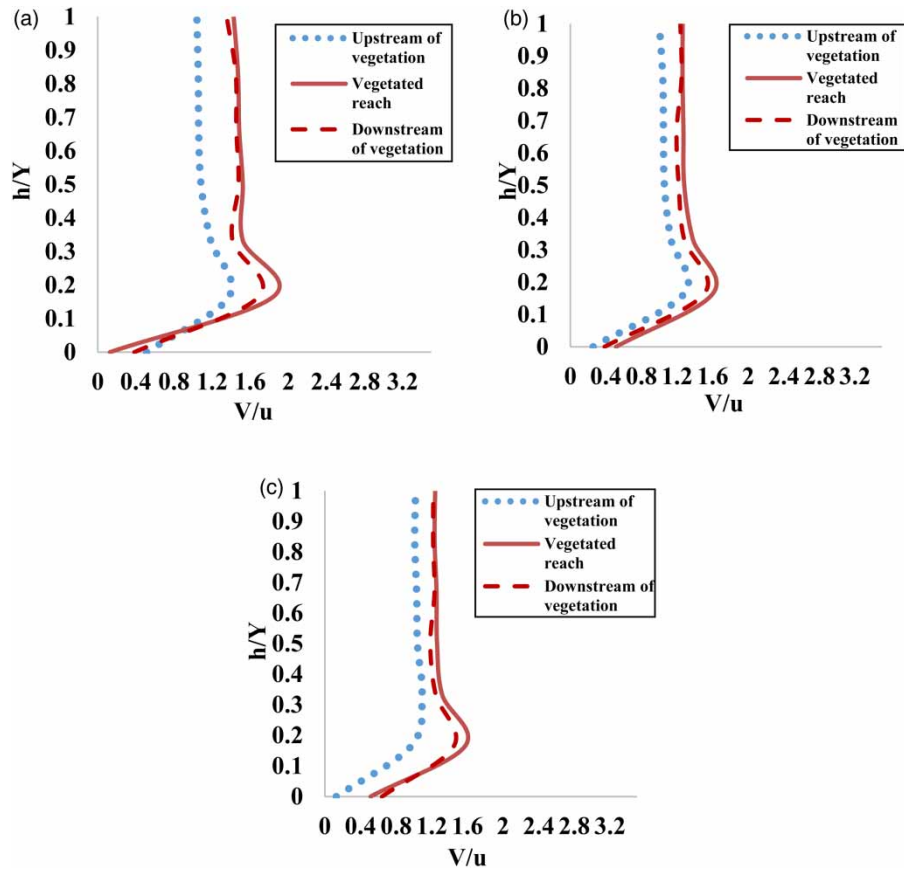 (a)
Upstream of
vegetation
Vegetated
reach
Downstream
of vegetation
1
0.9
0.8
0.7
0.6
0.5
0.4
0.3
0.2
0.1
0
h/Y
0 0.4 0.8 1.2 1.6 2 2.4 2.8 3.2
V/u
(b)
Upstream of
vegetation
Vegetated
reach
Downstream
of vegetation
1
0.9
0.8
0.7
0.6
0.5
0.4
0.3
0.2
0.1
0
h/Y
0 0.4 0.8 1.2 1.6 2 2.4 2.8 3.2
V/u
(c)
Upstream of
vegetation
Vegetated
reach
Downstream of
vegetation
1
0.9
0.8
0.7
0.6
0.5
0.4
0.3
0.2
0.1
0
h/Y
0 0.4 0.8 1.2 1.6 2 2.4 2.8 3.2
V/u